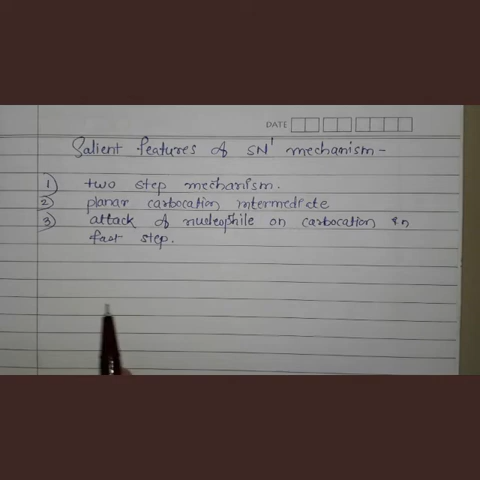 DATE
Salient features of SN¹ mechanism -
1) two step mechanism.
2) planar carbocation intermediate
3) attack of nucleophile on carbocation in
fast step.